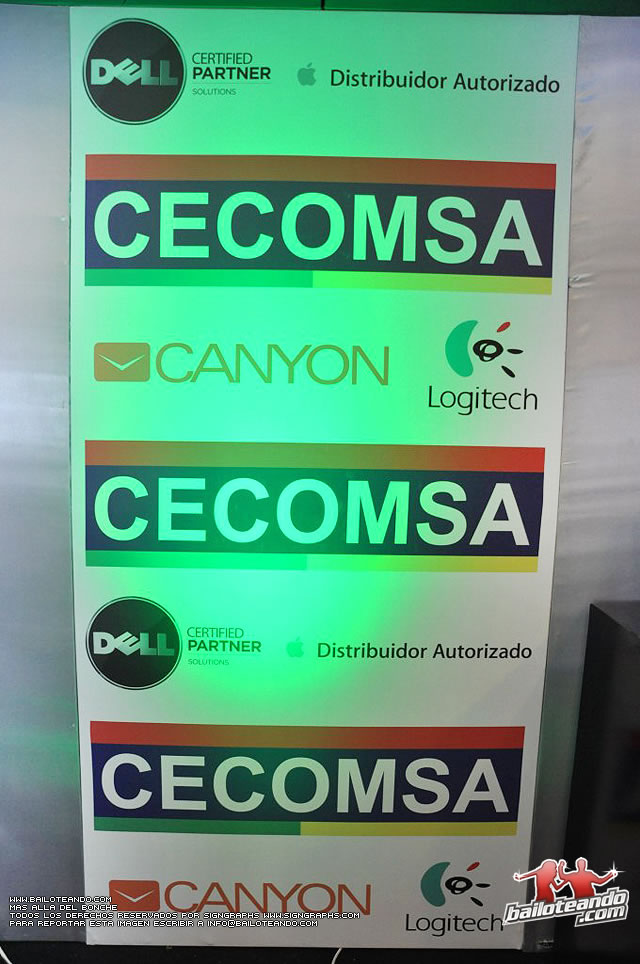 DELL
CERTIFIED
PARTNER
SOLUTIONS
Distribuidor Autorizado
CECOMSA
CANYON
Logitech
CECOMSA
DELL
CERTIFIED
PARTNER
SOLUTIONS
Distribuidor Autorizado
CECOMSA
CANYON
Logitech
WWW.BAILOTEANDO.COM
MAS ALLA DEL BONCHE
TODOS LOS DERECHOS RESERVADOS POR SIGNGRAPHS WWW.SIGNGRAPHS.COM
PARA REPORTAR ESTA IMAGEN ESCRIBIR A INFO@BAILOTEANDO.COM
bailoteando
.com